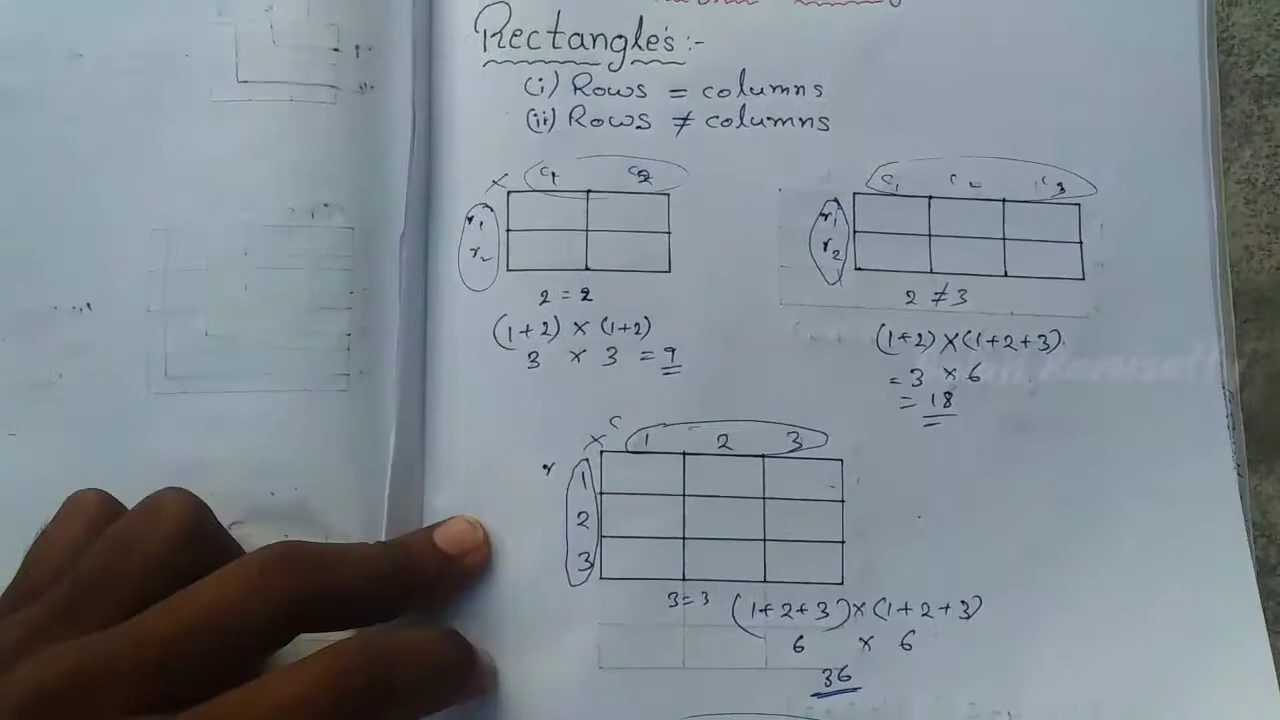 Rectangle's :-
(i) Rows = columns
(ii) Rows ≠ columns
× C1 C2
r1
r2
2 = 2
(1+2) × (1+2)
3 × 3 = 9
C1 C2 C3
r1
r2
2 ≠ 3
(1+2) × (1+2+3)
= 3 × 6
= 18
× c 1 2 3
r 1
2
3
3=3 (1+2+3) × (1+2+3)
6 × 6
36